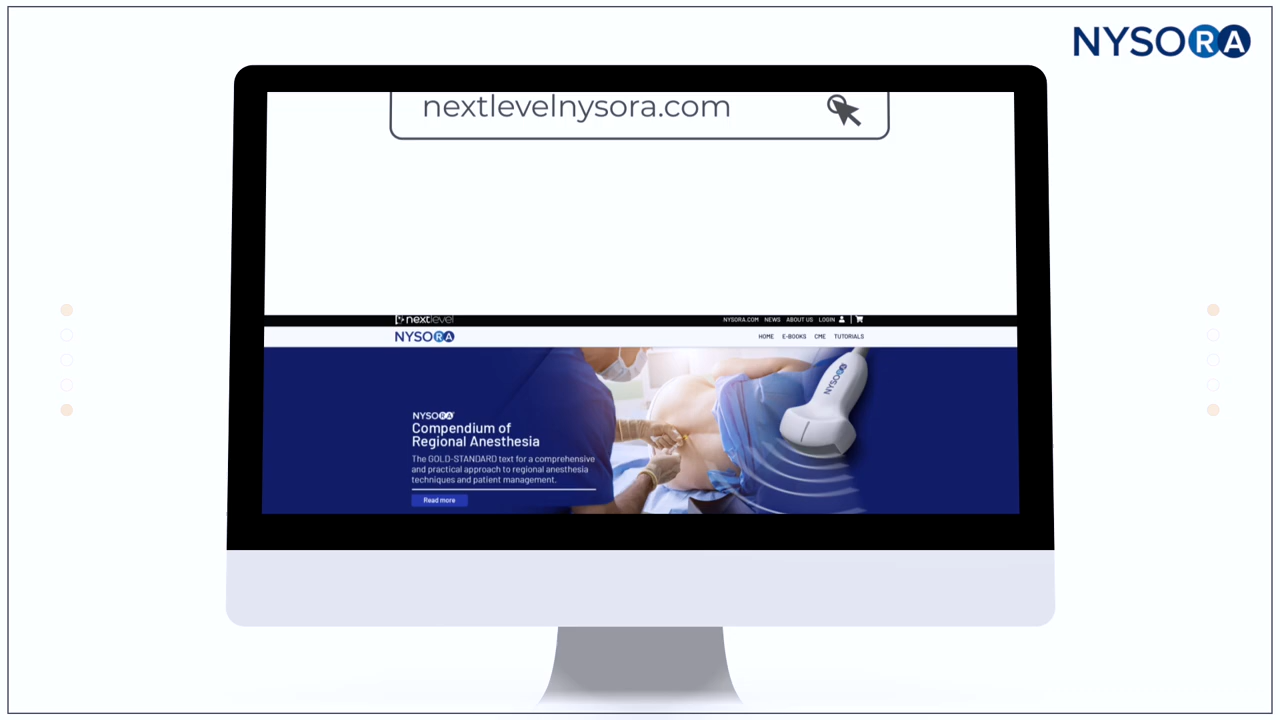 NYSORA
nextlevelnysora.com
nextlevel
NYSORA.COM NEWS ABOUT US LOGIN
NYSORA
HOME E-BOOKS CME TUTORIALS
NYSORA
NYSORA
Compendium of
Regional Anesthesia
The GOLD-STANDARD text for a comprehensive
and practical approach to regional anesthesia
techniques and patient management.
Read more